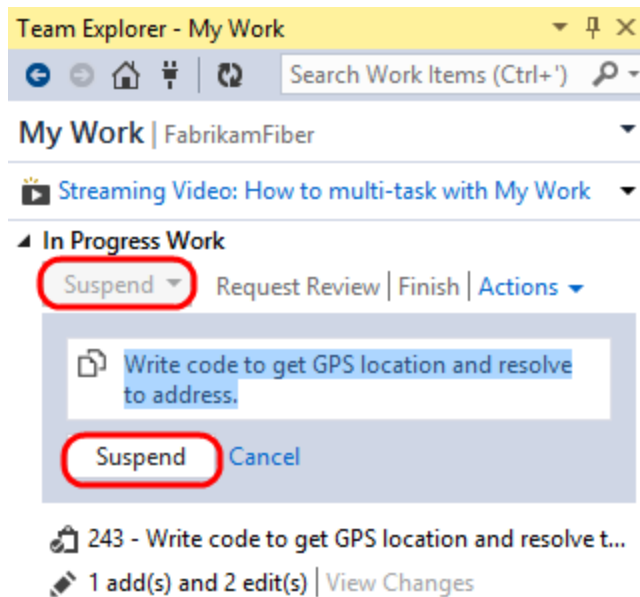 Team Explorer - My Work
Search Work Items (Ctrl+')
My Work | FabrikamFiber
Streaming Video: How to multi-task with My Work
In Progress Work
Suspend Request Review | Finish | Actions
Write code to get GPS location and resolve
to address.
Suspend Cancel
243 - Write code to get GPS location and resolve t...
1 add(s) and 2 edit(s) | View Changes